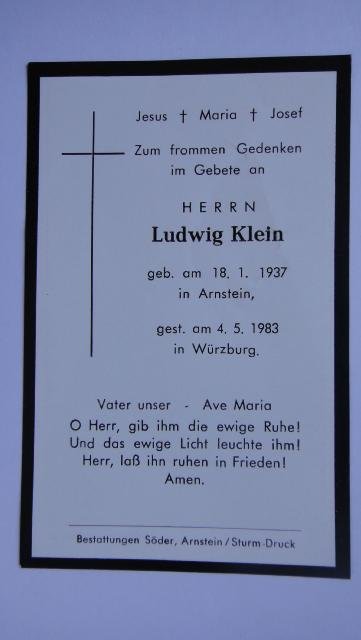 Jesus † Maria † Josef
Zum frommen Gedenken
im Gebete an
HERRN
Ludwig Klein
geb. am 18. 1. 1937
in Arnstein,
gest. am 4. 5. 1983
in Würzburg.
Vater unser - Ave Maria
O Herr, gib ihm die ewige Ruhe!
Und das ewige Licht leuchte ihm!
Herr, laß ihn ruhen in Frieden!
Amen.
Bestattungen Söder, Arnstein/Sturm-Druck